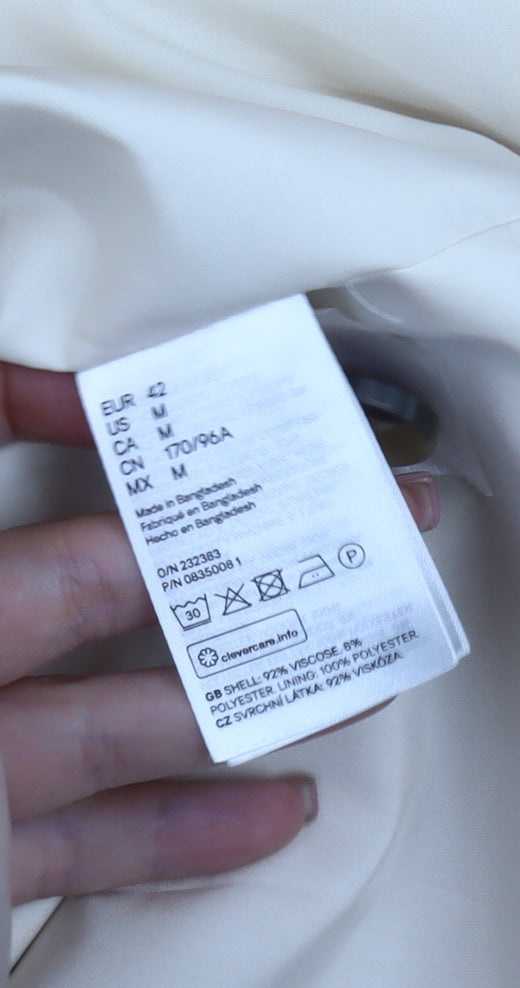 EUR 42
US M
CA M
CN 170/96A
MX M
Made in Bangladesh
Fabriqué en Bangladesh
Hecho en Bangladesh
O/N 232383
P/N 0835008 1
30
P
clevercare.info
GB SHELL: 92% VISCOSE. 8%
POLYESTER. LINING: 100% POLYESTER.
CZ SVRCHNÍ LÁTKA: 92% VISKÓZA